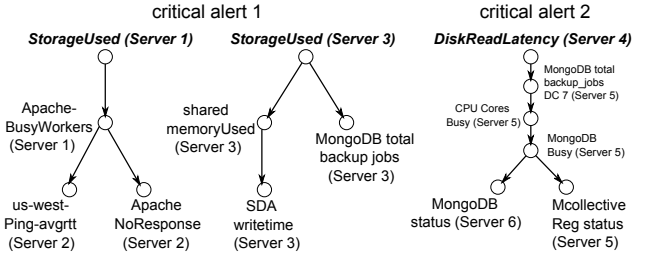 critical alert 1
critical alert 2
StorageUsed (Server 1)
StorageUsed (Server 3)
DiskReadLatency (Server 4)
Apache-
BusyWorkers
(Server 1)
us-west-
Ping-avgrtt
(Server 2)
Apache
NoResponse
(Server 2)
shared
memoryUsed
(Server 3)
MongoDB total
backup jobs
(Server 3)
SDA
writetime
(Server 3)
MongoDB total
backup_jobs
DC 7 (Server 5)
CPU Cores
Busy (Server 5)
MongoDB
Busy (Server 5)
MongoDB
status (Server 6)
Mcollective
Reg status
(Server 5)